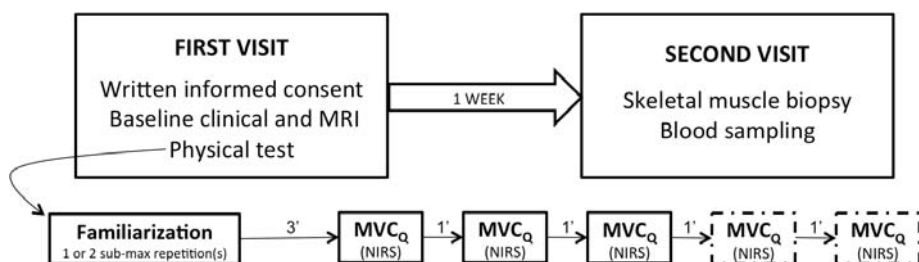 FIRST VISIT
Written informed consent
Baseline clinical and MRI
Physical test
1 WEEK
SECOND VISIT
Skeletal muscle biopsy
Blood sampling
Familiarization
1 or 2 sub-max repetition(s)
3'
MVCQ
(NIRS)
1'
MVCQ
(NIRS)
1'
MVCQ
(NIRS)
1'
MVCQ
(NIRS)
1'
MVCQ
(NIRS)